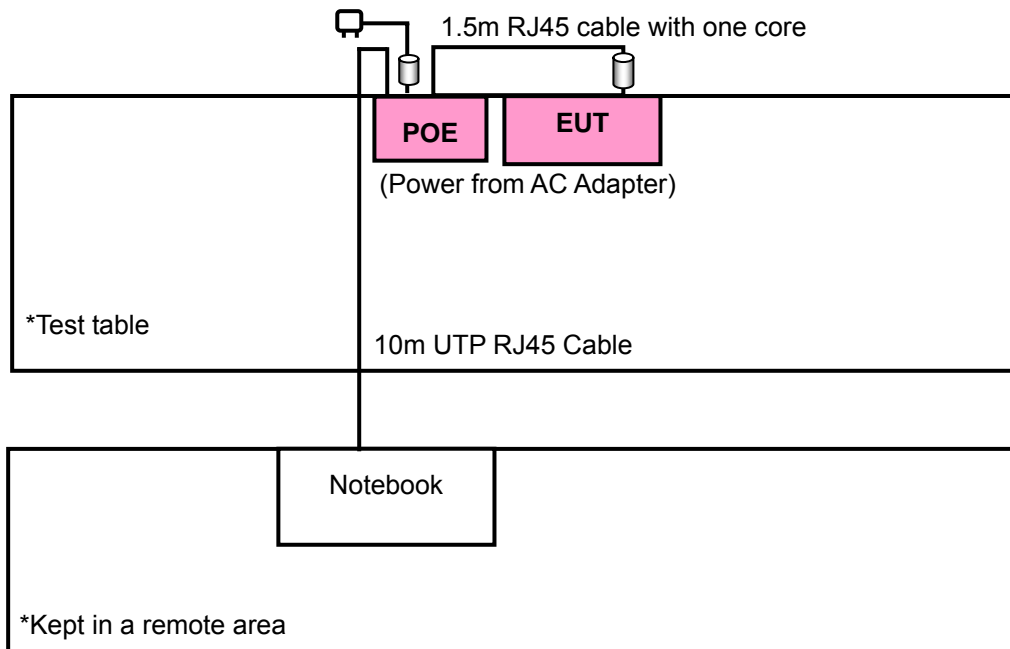 1.5m RJ45 cable with one core
POE
EUT
(Power from AC Adapter)
*Test table
10m UTP RJ45 Cable
Notebook
*Kept in a remote area